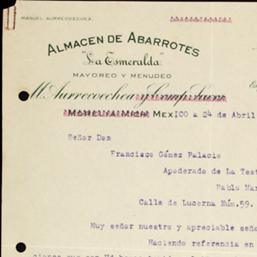 MANUEL AURRECOECHEA.
ALMACEN DE ABARROTES
"La Esmeralda"
MAYOREO Y MENUDEO
M. Aurrecoechea y Comp. Sucrs
MORELIA MICH MEXICO a 24 de Abril
Señor Don
Francisco Gómez Palacio
Apoderado de La Test
Pablo Mar
Calle de Lucerna Núm.59.
Muy señor nuestro y apreciable seño
Haciendo referencia en